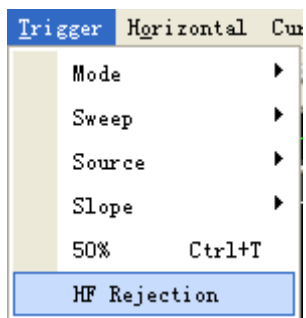 Trigger Horizontal Cur
Mode
Sweep
Source
Slope
50% Ctrl+T
HF Rejection